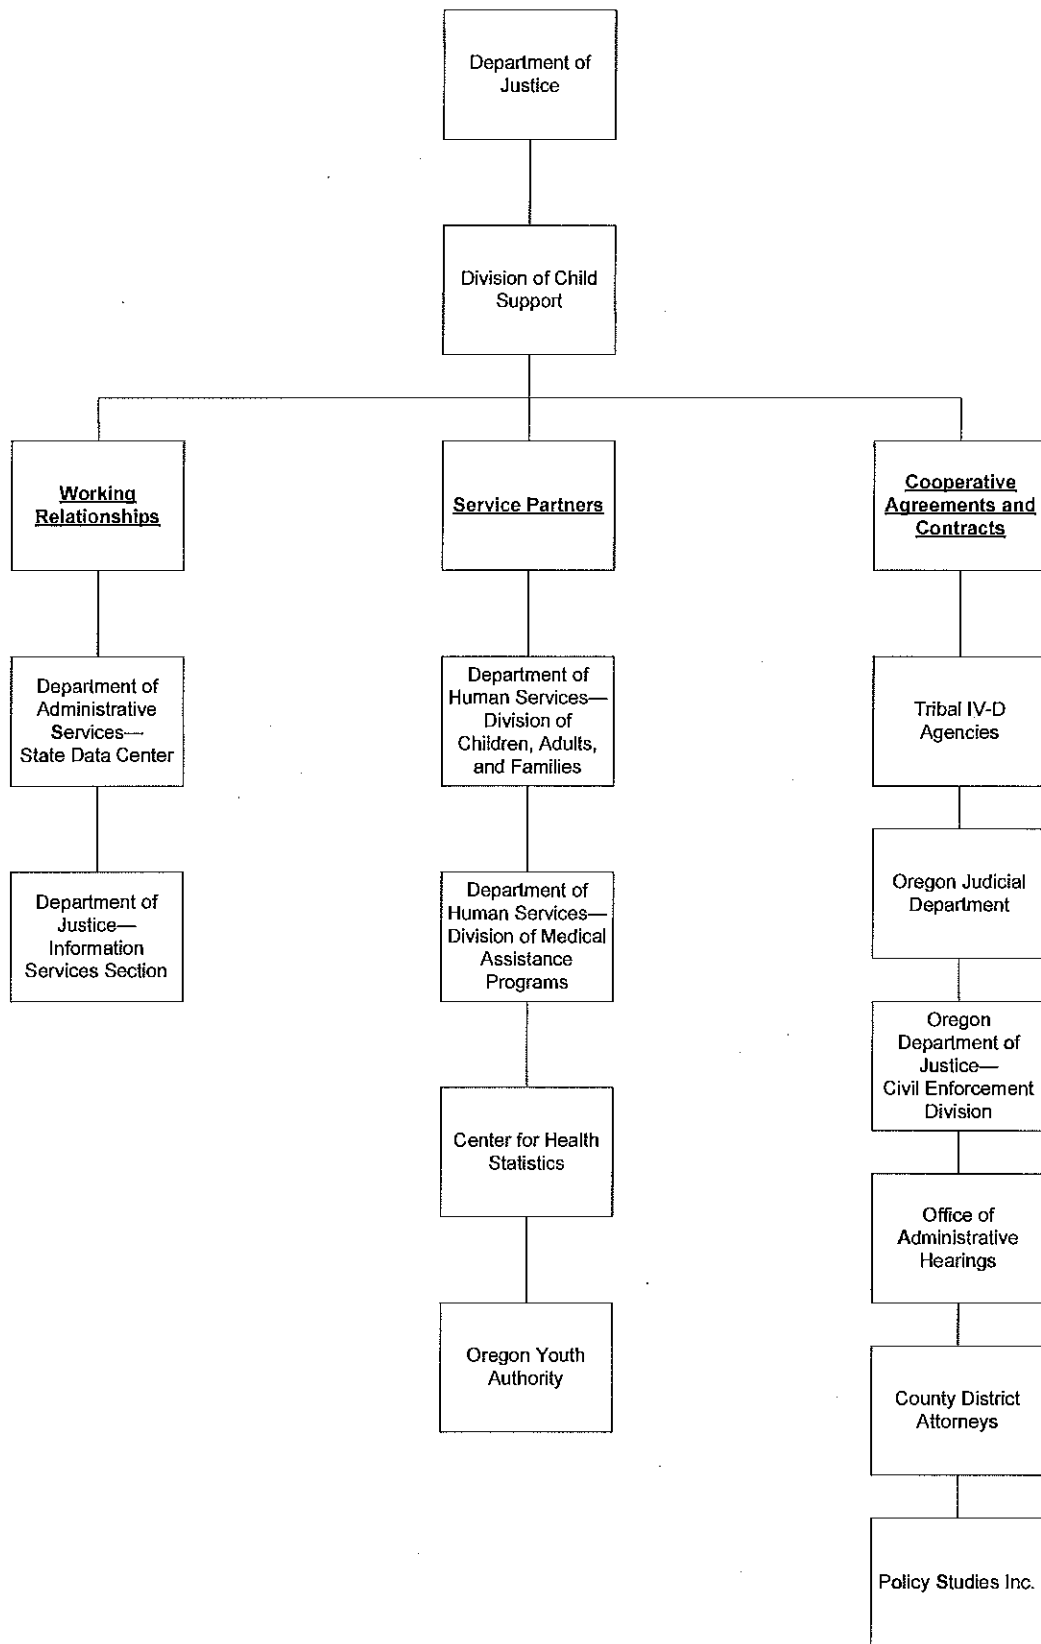 Department of
Justice
Division of Child
Support
Working
Relationships
Service Partners
Cooperative
Agreements and
Contracts
Department of
Administrative
Services—
State Data Center
Department of
Human Services—
Division of
Children, Adults,
and Families
Tribal IV-D
Agencies
Department of
Justice—
Information
Services Section
Department of
Human Services—
Division of Medical
Assistance
Programs
Oregon Judicial
Department
Oregon
Department of
Justice—
Civil Enforcement
Division
Center for Health
Statistics
Office of
Administrative
Hearings
Oregon Youth
Authority
County District
Attorneys
Policy Studies Inc.